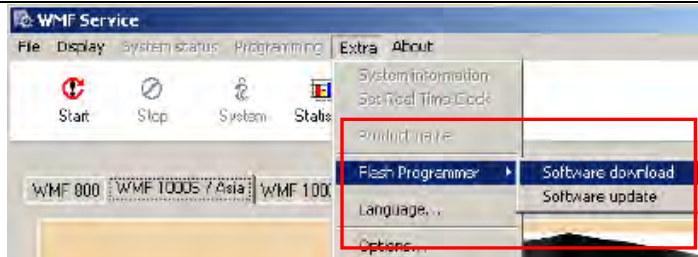 WMF Service
File Display System status Programming Extra About
Start Stop System Statis
System information
Set Real Time Clock
Product name
Flash Programmer Software download
Software update
Language...
Options...
WMF 800 WMF 1000S / Asia WMF 100